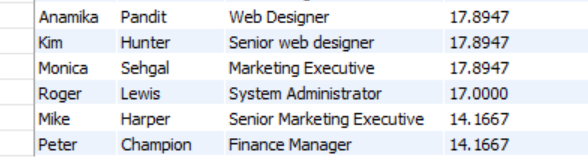 Anamika Pandit Web Designer 17.8947
Kim Hunter Senior web designer 17.8947
Monica Sehgal Marketing Executive 17.8947
Roger Lewis System Administrator 17.0000
Mike Harper Senior Marketing Executive 14.1667
Peter Champion Finance Manager 14.1667